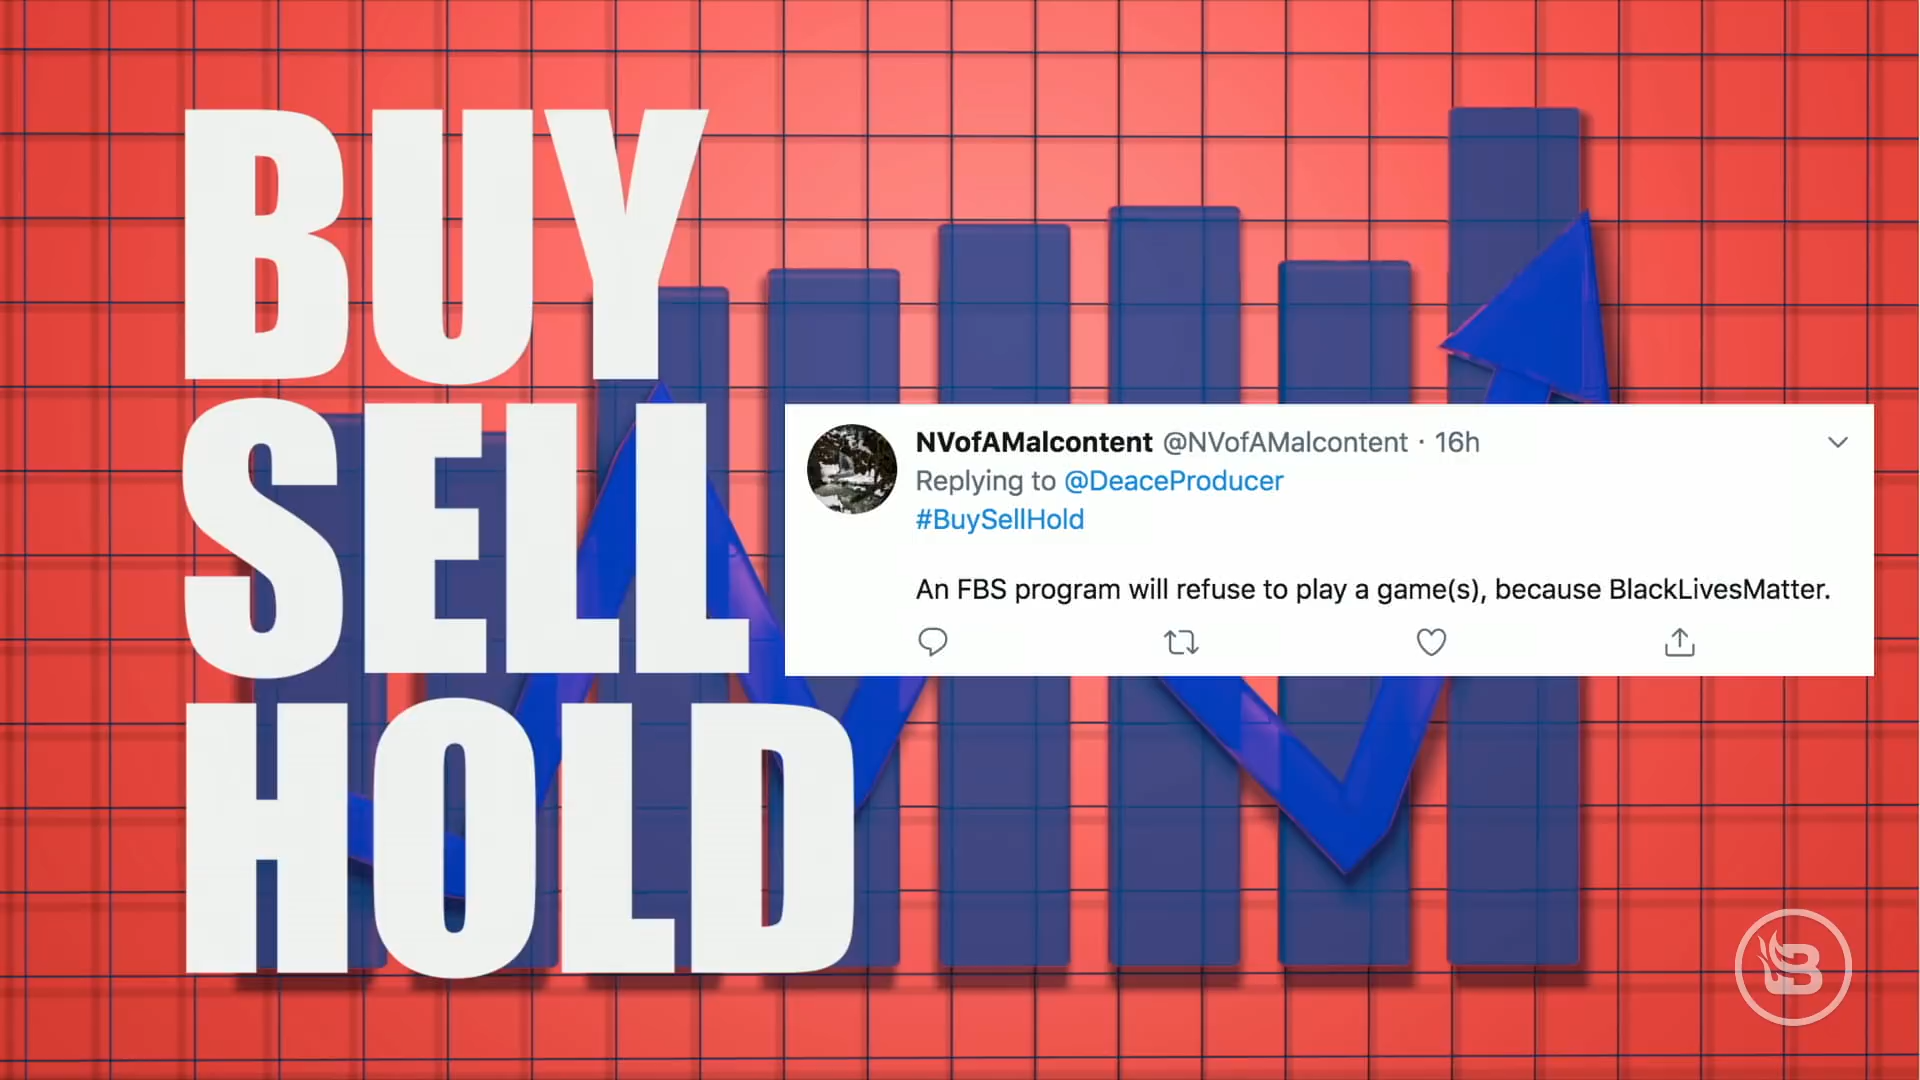 BUY
SELL
HOLD
NVofAMalcontent @NVofAMalcontent · 16h
Replying to @DeaceProducer
#BuySellHold
An FBS program will refuse to play a game(s), because BlackLivesMatter.
B